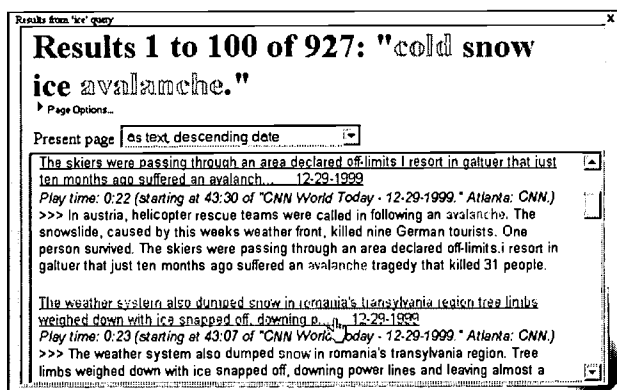 Results from 'ice' query x
Results 1 to 100 of 927: "cold snow
ice avalanche."
Page Options...
Present page as text, descending date
The skiers were passing through an area declared off-limits I resort in galtuer that just
ten months ago suffered an avalanch... 12-29-1999
Play time: 0:22 (starting at 43:30 of "CNN World Today - 12-29-1999." Atlanta: CNN.)
>>> In austria, helicopter rescue teams were called in following an avalanche. The
snowslide, caused by this weeks weather front, killed nine German tourists. One
person survived. The skiers were passing through an area declared off-limits.i resort in
galtuer that just ten months ago suffered an avalanche tragedy that killed 31 people.
The weather system also dumped snow in romania's transylvania region tree limbs
weighed down with ice snapped off, downing p... 12-29-1999
Play time: 0:23 (starting at 43:07 of "CNN World Today - 12-29-1999." Atlanta: CNN.)
>>> The weather system also dumped snow in romania's transylvania region. Tree
limbs weighed down with ice snapped off, downing power lines and leaving almost a